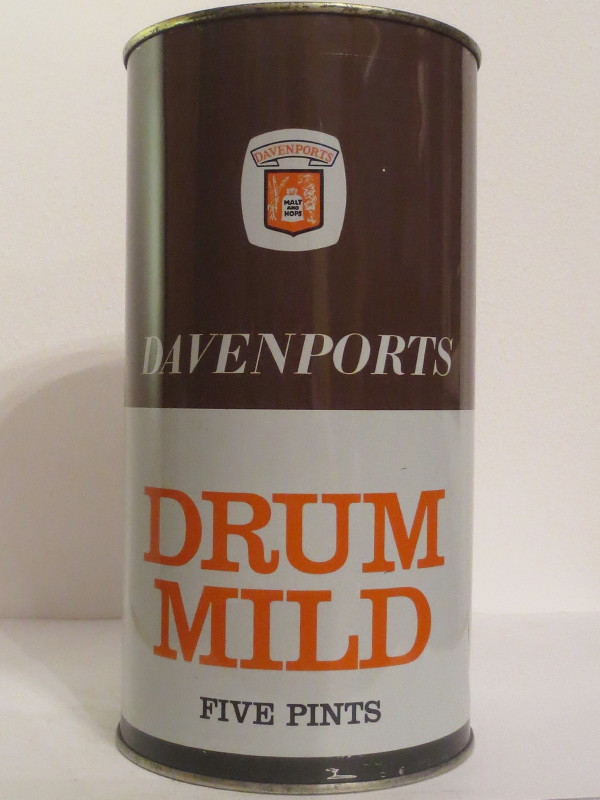 DAVENPORTS
MALT
AND
HOPS
DAVENPORTS
DRUM
MILD
FIVE PINTS